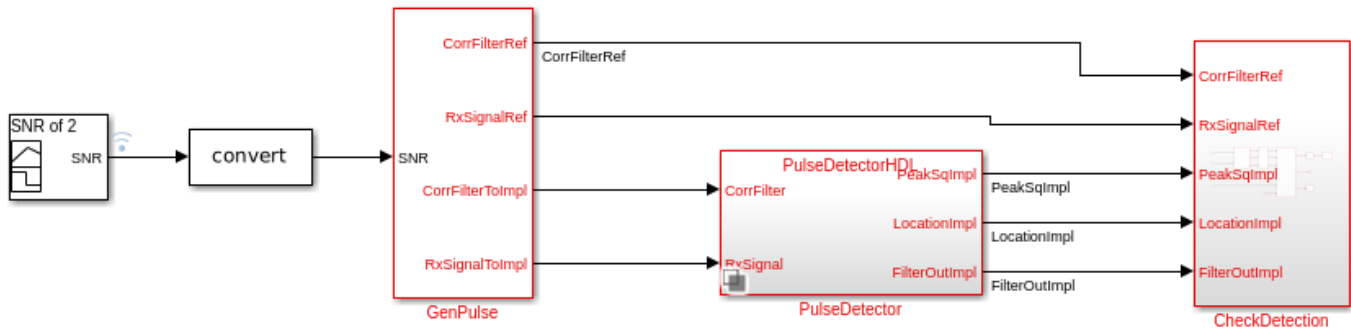 SNR of 2
SNR
convert
CorrFilterRef
RxSignalRef
SNR
CorrFilterToImpl
RxSignalToImpl
GenPulse
CorrFilterRef
PulseDetectorHDL
CorrFilter
RxSignal
PeakSqImpl
LocationImpl
FilterOutImpl
PulseDetector
PeakSqImpl
LocationImpl
FilterOutImpl
CorrFilterRef
RxSignalRef
PeakSqImpl
LocationImpl
FilterOutImpl
CheckDetection